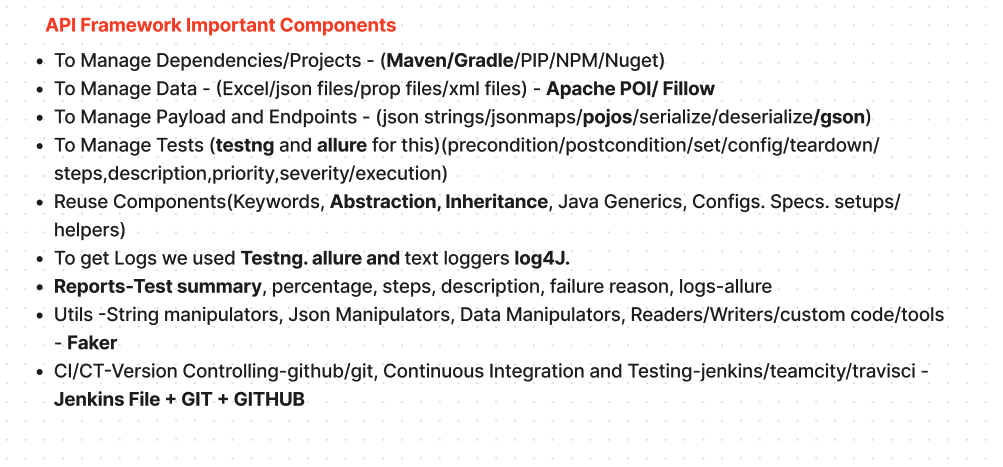 API Framework Important Components
• To Manage Dependencies/Projects - (Maven/Gradle/PIP/NPM/Nuget)
• To Manage Data - (Excel/json files/prop files/xml files) - Apache POI/ Fillow
• To Manage Payload and Endpoints - (json strings/jsonmaps/pojos/serialize/deserialize/gson)
• To Manage Tests (testng and allure for this)(precondition/postcondition/set/config/teardown/
steps,description,priority,severity/execution)
• Reuse Components(Keywords, Abstraction, Inheritance, Java Generics, Configs. Specs. setups/
helpers)
• To get Logs we used Testng. allure and text loggers log4J.
• Reports-Test summary, percentage, steps, description, failure reason, logs-allure
• Utils -String manipulators, Json Manipulators, Data Manipulators, Readers/Writers/custom code/tools
- Faker
• CI/CT-Version Controlling-github/git, Continuous Integration and Testing-jenkins/teamcity/travisci -
Jenkins File + GIT + GITHUB